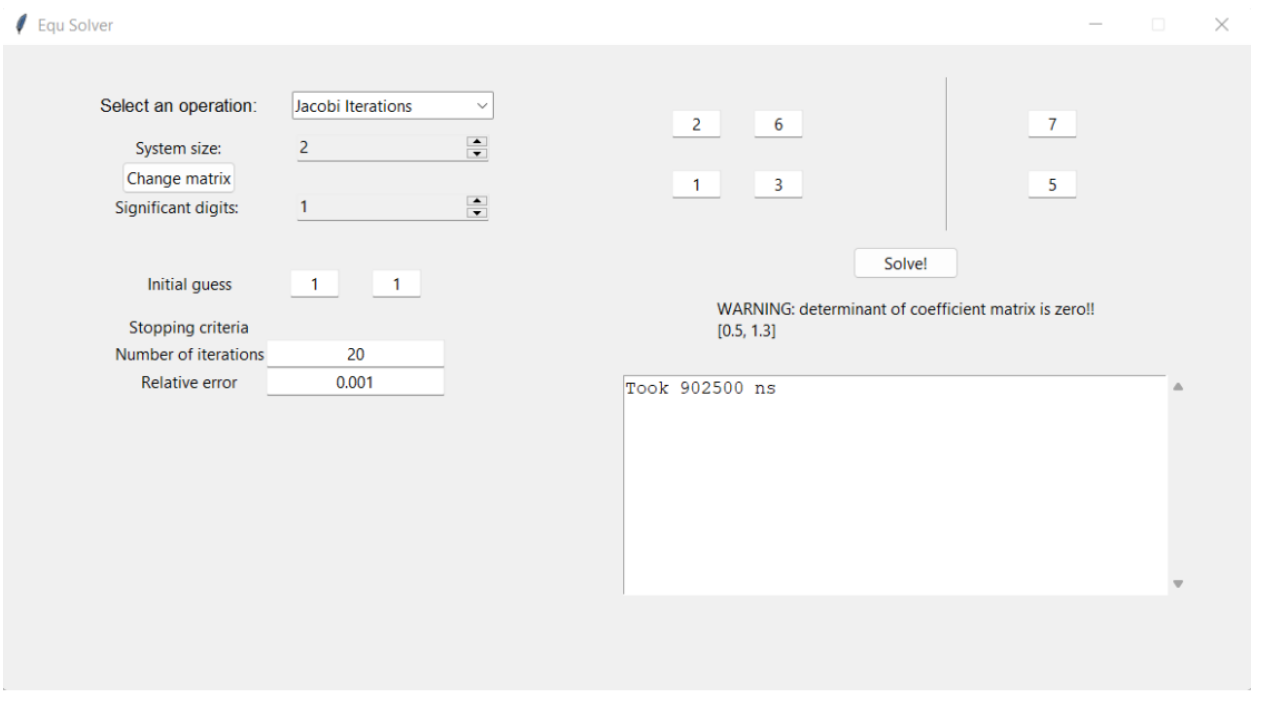 Equ Solver
Select an operation: Jacobi Iterations
System size: 2
Change matrix
Significant digits: 1
Initial guess 1 1
Stopping criteria
Number of iterations 20
Relative error 0.001
2 6 7
1 3 5
Solve!
WARNING: determinant of coefficient matrix is zero!!
[0.5, 1.3]
Took 902500 ns